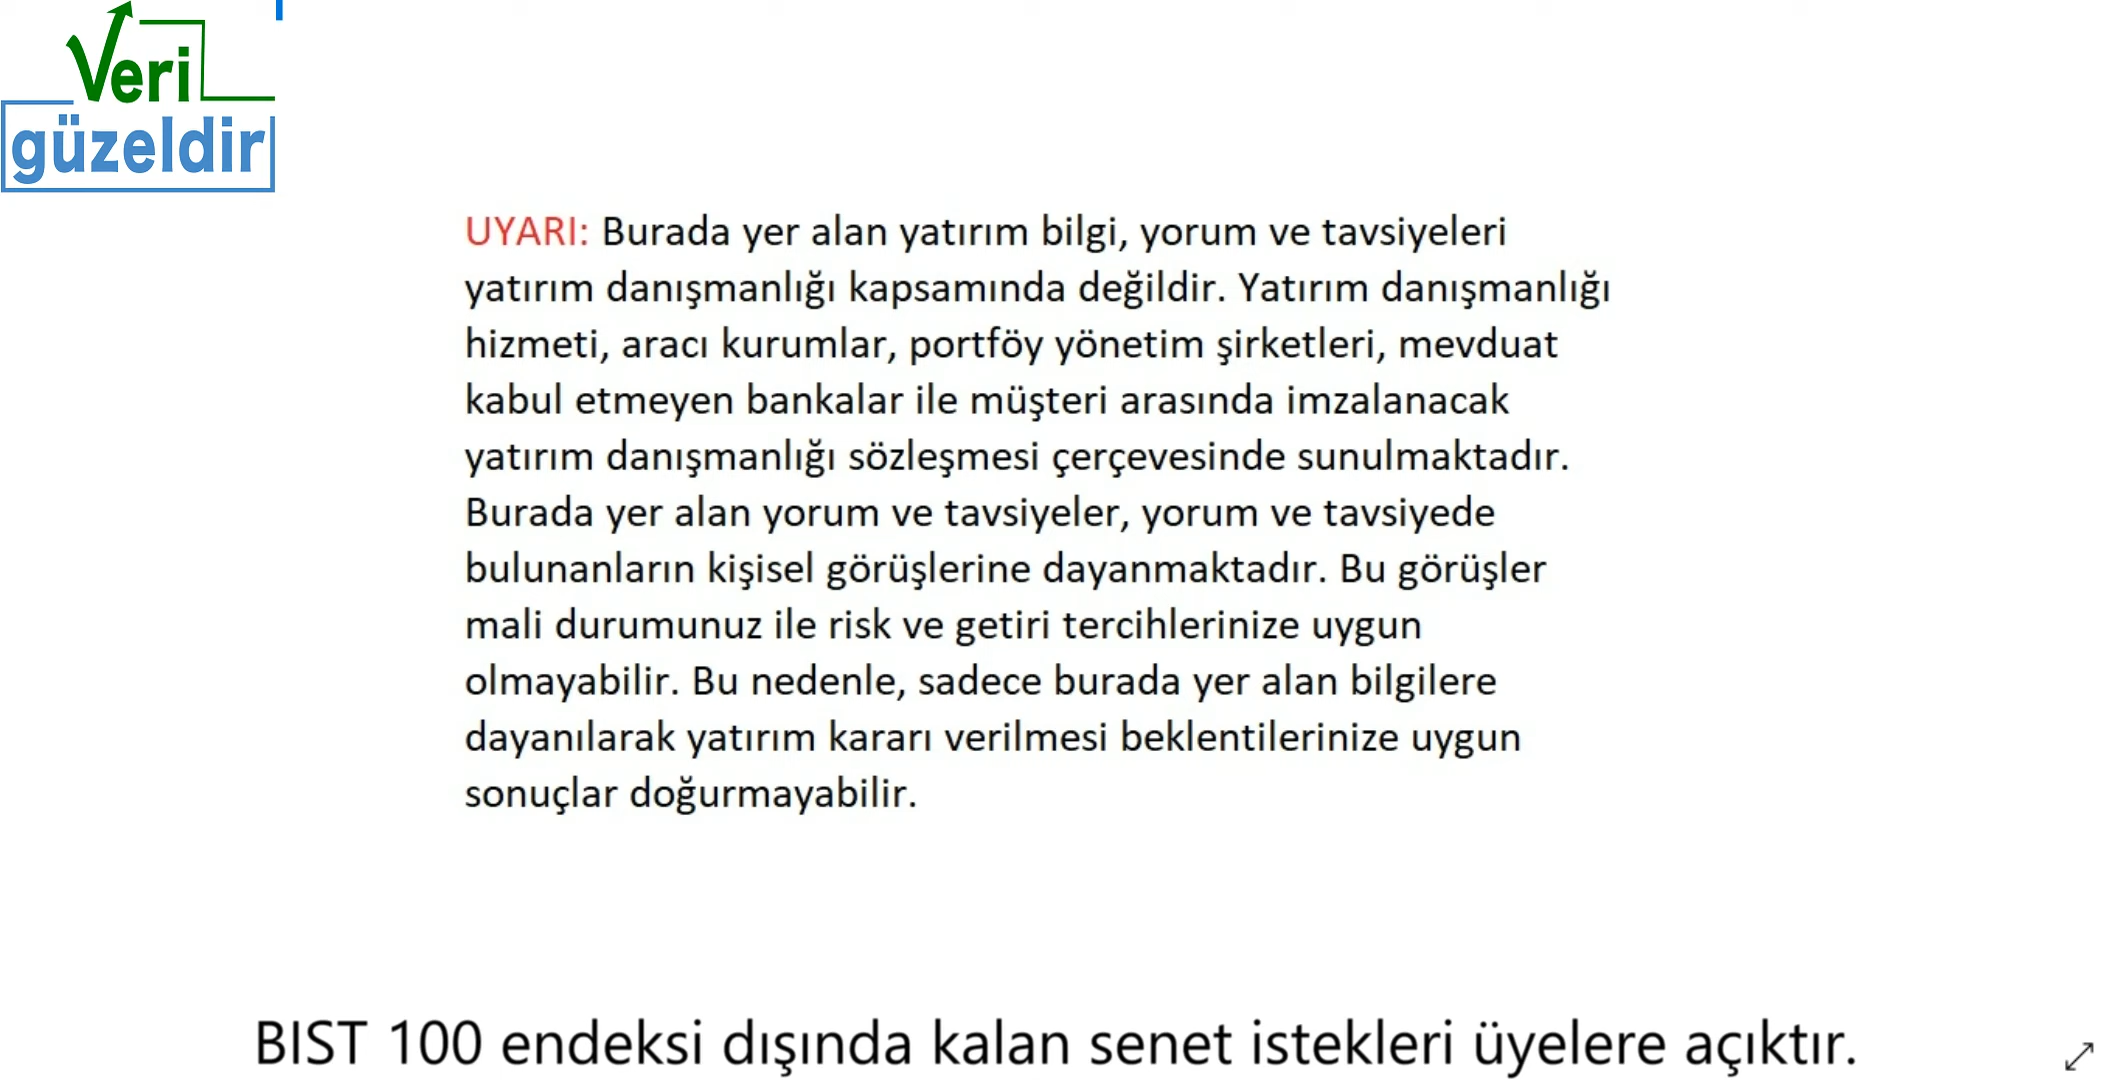 Veri
güzeldir
UYARI: Burada yer alan yatırım bilgi, yorum ve tavsiyeleri
yatırım danışmanlığı kapsamında değildir. Yatırım danışmanlığı
hizmeti, aracı kurumlar, portföy yönetim şirketleri, mevduat
kabul etmeyen bankalar ile müşteri arasında imzalanacak
yatırım danışmanlığı sözleşmesi çerçevesinde sunulmaktadır.
Burada yer alan yorum ve tavsiyeler, yorum ve tavsiyede
bulunanların kişisel görüşlerine dayanmaktadır. Bu görüşler
mali durumunuz ile risk ve getiri tercihlerinize uygun
olmayabilir. Bu nedenle, sadece burada yer alan bilgilere
dayanılarak yatırım kararı verilmesi beklentilerinize uygun
sonuçlar doğurmayabilir.
BIST 100 endeksi dışında kalan senet istekleri üyelere açıktır.